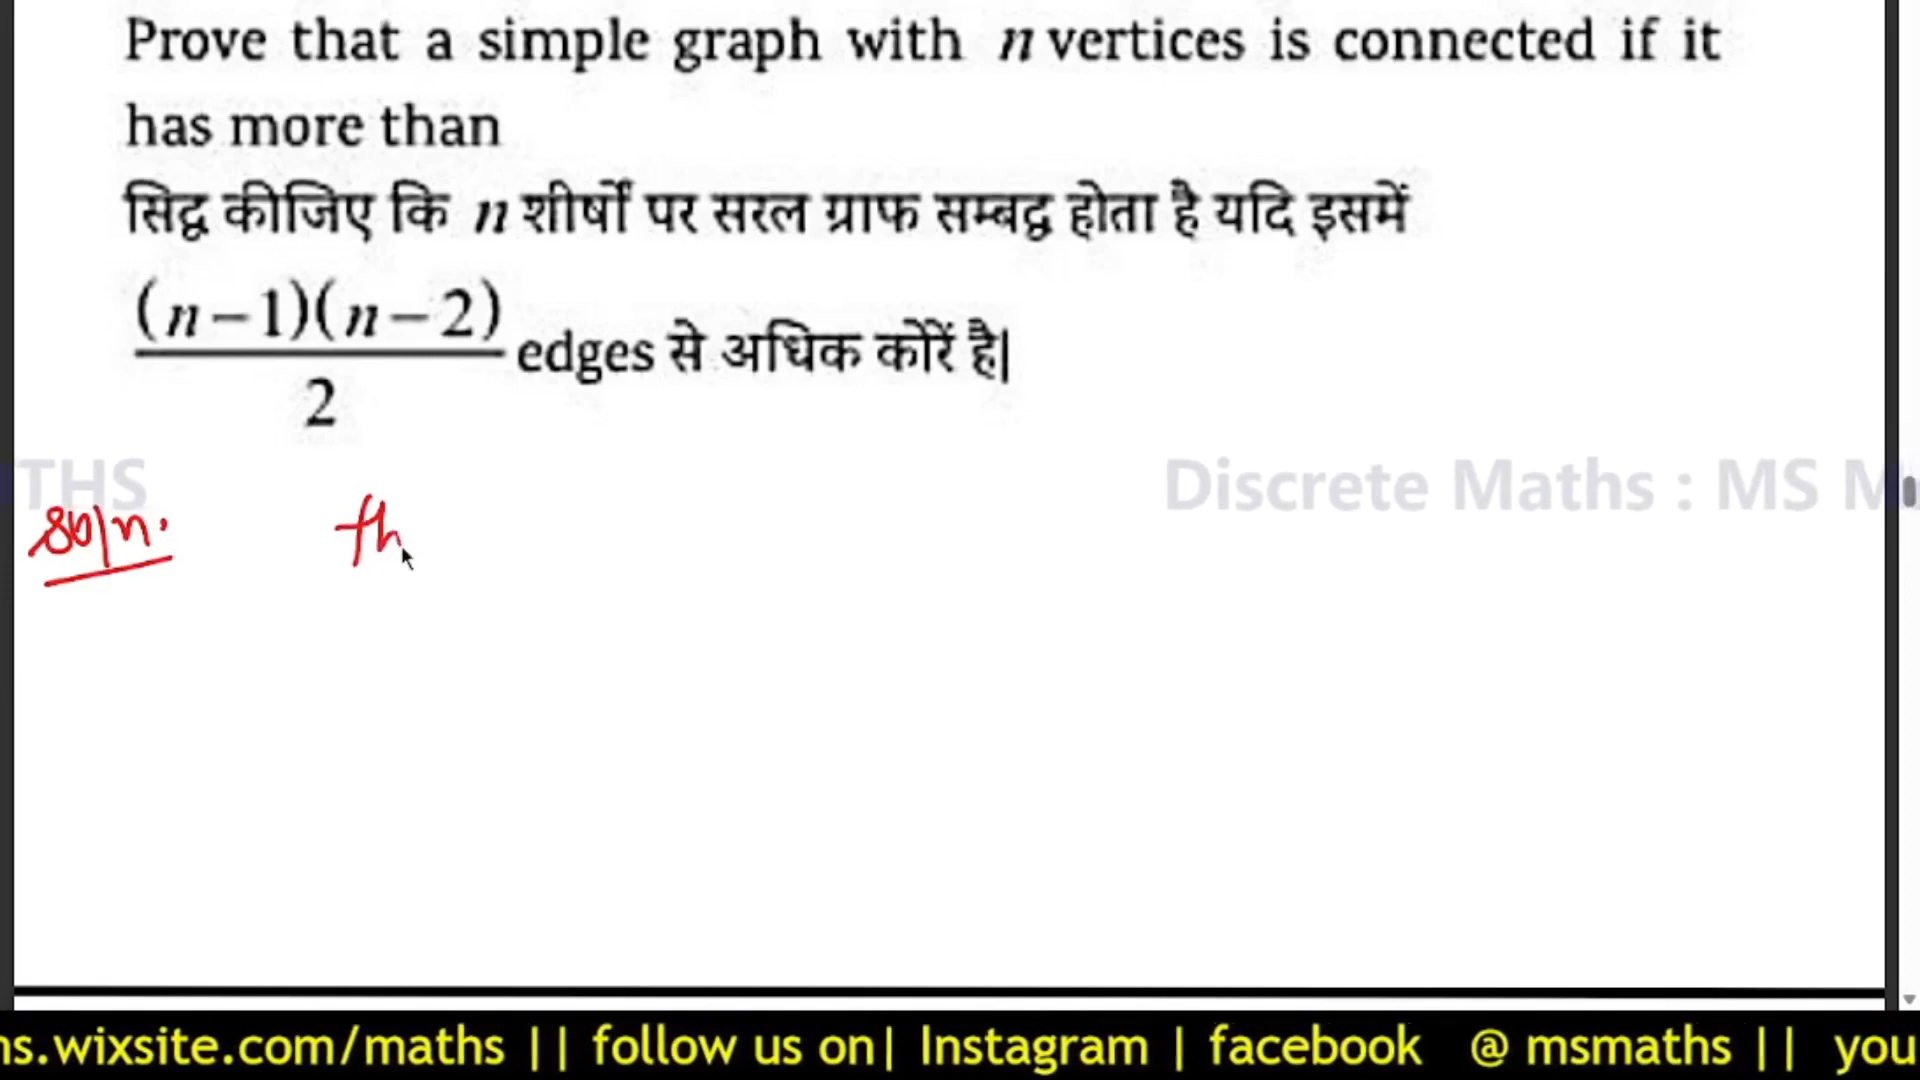 Prove that a simple graph with n vertices is connected if it
has more than
सिद्ध कीजिए कि n शीर्षों पर सरल ग्राफ सम्बद्ध होता है यदि इसमें
(n-1)(n-2)
edges से अधिक कोरें है|
2
THS
Discrete Maths : MS M
Soln.
th
ns.wixsite.com/maths || follow us on| Instagram | facebook @ msmaths || you